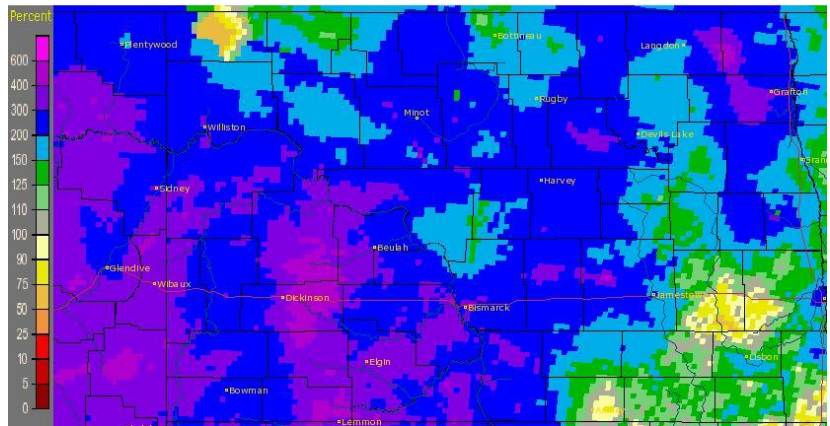 Percent
600
400
300
200
150
125
110
100
90
75
50
25
10
5
0
Plentywood
Bottineau
Langdon
Grafton
Rugby
Minot
Williston
Devils Lake
Sidney
Harvey
Beulah
Glendive
Wibaux
Dickinson
Bismarck
Jamestown
Elgin
Lisbon
Bowman
Lemmon